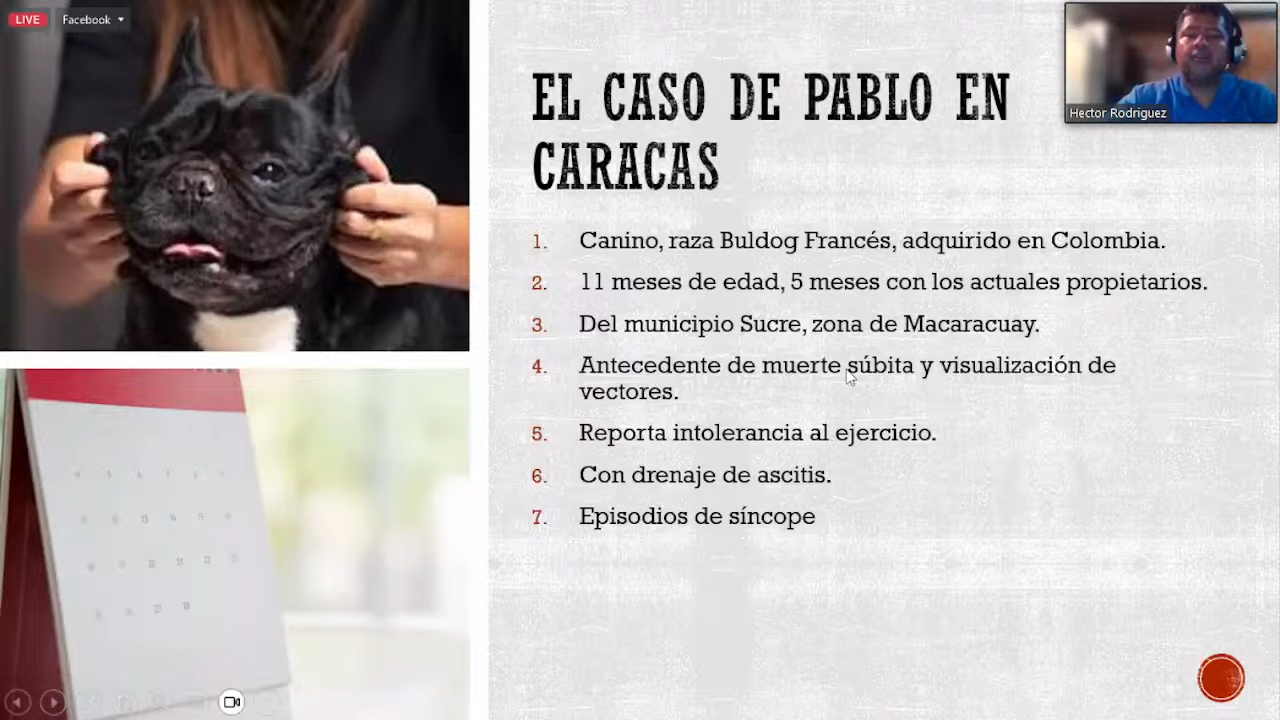 LIVE Facebook
EL CASO DE PABLO EN
CARACAS
Hector Rodriguez
1. Canino, raza Buldog Francés, adquirido en Colombia.
2. 11 meses de edad, 5 meses con los actuales propietarios.
3. Del municipio Sucre, zona de Macaracuay.
4. Antecedente de muerte súbita y visualización de
vectores.
5. Reporta intolerancia al ejercicio.
6. Con drenaje de ascitis.
7. Episodios de síncope